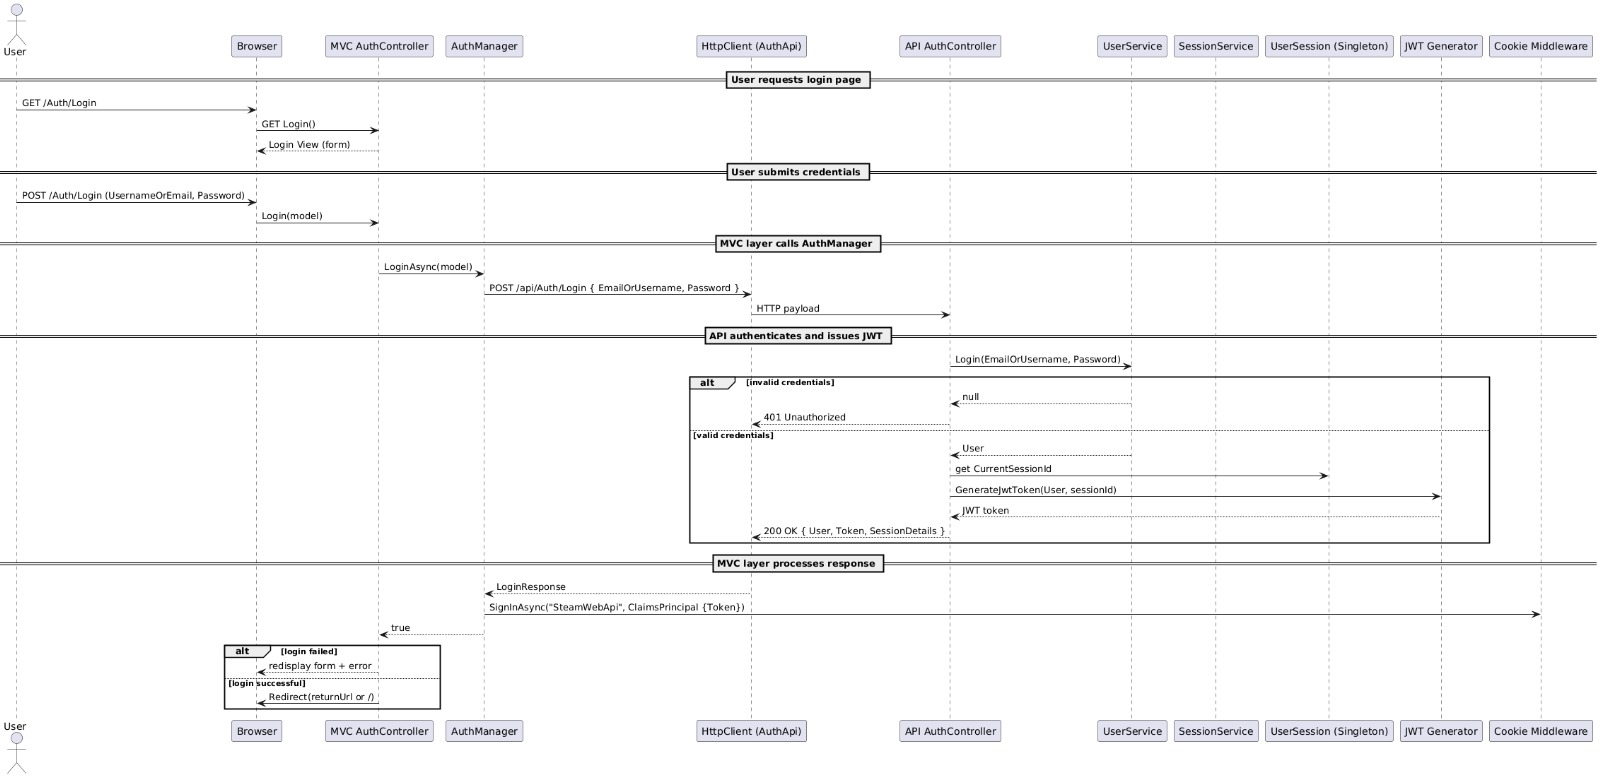 User
Browser
MVC AuthController
AuthManager
HttpClient (AuthApi)
API AuthController
UserService
SessionService
UserSession (Singleton)
JWT Generator
Cookie Middleware
User requests login page
GET /Auth/Login
GET Login()
Login View (form)
User submits credentials
POST /Auth/Login (UsernameOrEmail, Password)
Login(model)
MVC layer calls AuthManager
LoginAsync(model)
POST /api/Auth/Login { EmailOrUsername, Password }
HTTP payload
API authenticates and issues JWT
Login(EmailOrUsername, Password)
alt
[invalid credentials]
null
401 Unauthorized
[valid credentials]
User
get CurrentSessionId
GenerateJwtToken(User, sessionId)
JWT token
200 OK { User, Token, SessionDetails }
MVC layer processes response
LoginResponse
SignInAsync("SteamWebApi", ClaimsPrincipal {Token})
true
alt
[login failed]
redisplay form + error
[login successful]
Redirect(returnUrl or /)
User
Browser
MVC AuthController
AuthManager
HttpClient (AuthApi)
API AuthController
UserService
SessionService
UserSession (Singleton)
JWT Generator
Cookie Middleware